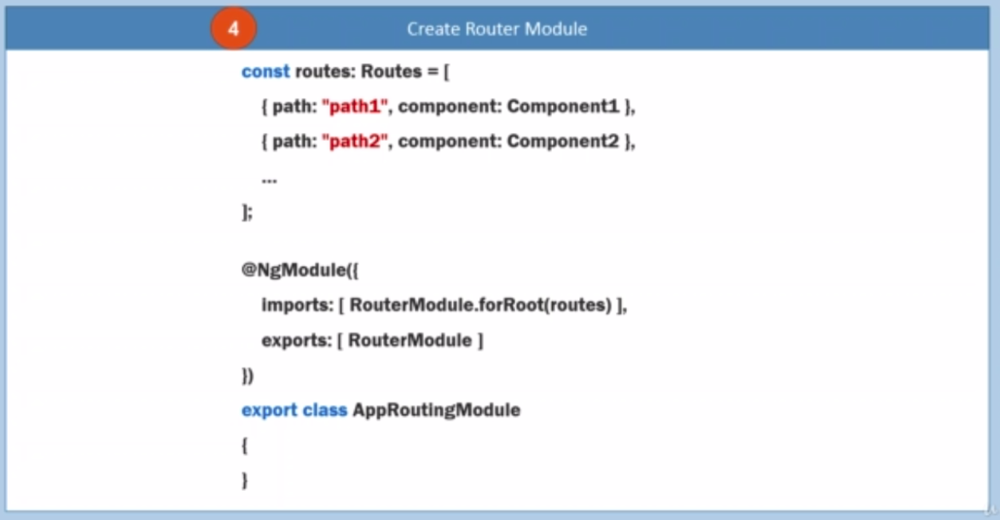 4
Create Router Module
const routes: Routes = [
{ path: "path1", component: Component1 },
{ path: "path2", component: Component2 },
...
];
@NgModule({
imports: [ RouterModule.forRoot(routes) ],
exports: [ RouterModule ]
})
export class AppRoutingModule
{
}